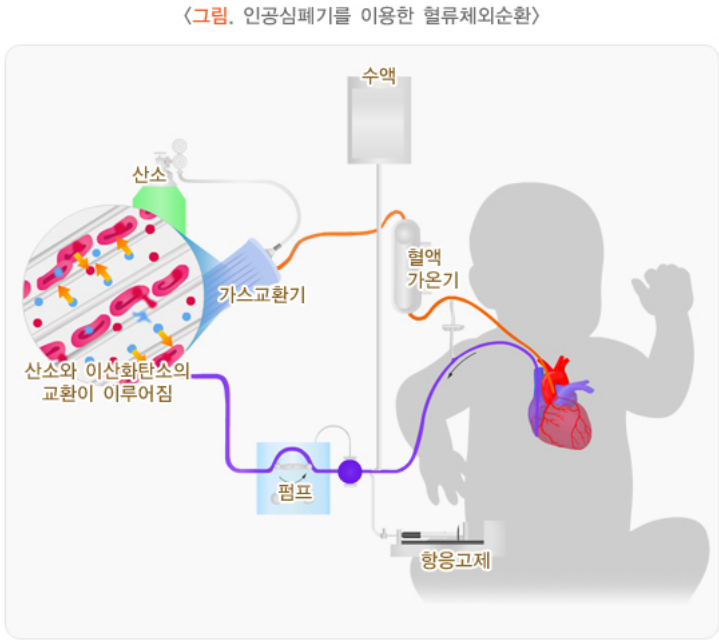 <그림. 인공심폐기를 이용한 혈류체외순환>
수액
산소
혈액
가온기
가스교환기
산소와 이산화탄소의
교환이 이루어짐
펌프
항응고제